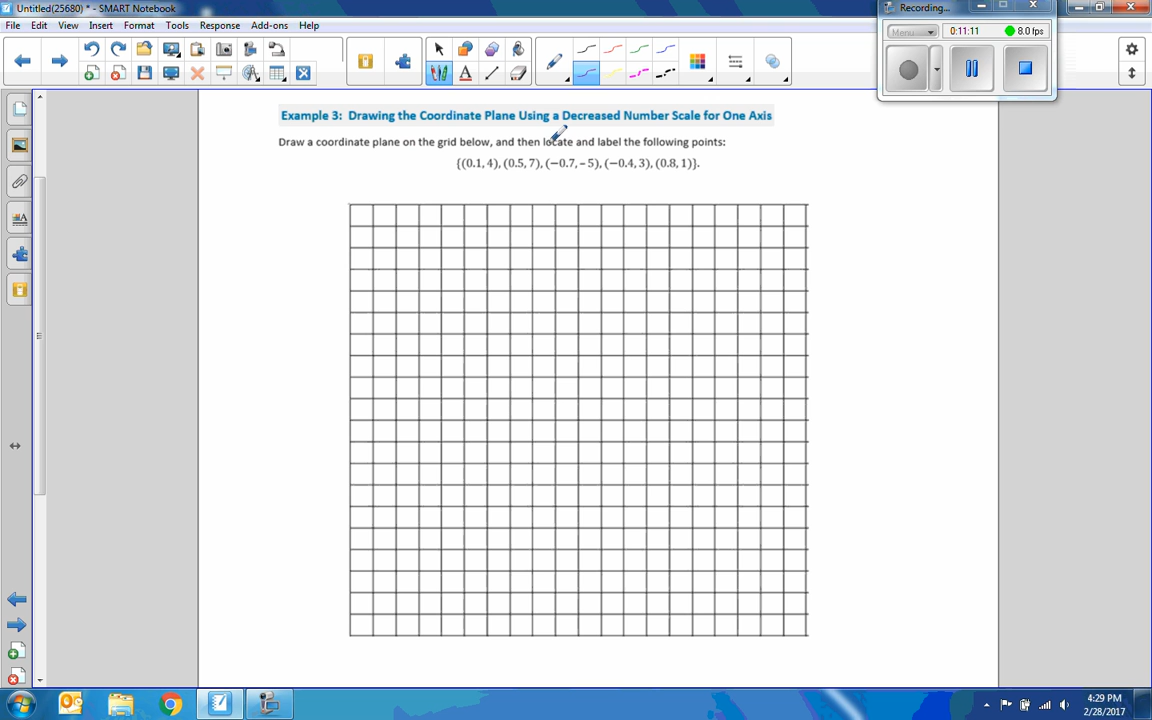 Untitled(25680) * - SMART Notebook
Recording...
File Edit View Insert Format Tools Response Add-ons Help
Menu 0:11:11 8.0 fps
Example 3: Drawing the Coordinate Plane Using a Decreased Number Scale for One Axis
Draw a coordinate plane on the grid below, and then locate and label the following points:
{(0.1, 4), (0.5, 7), (−0.7, −5), (−0.4, 3), (0.8, 1)}.
4:29 PM
2/28/2017